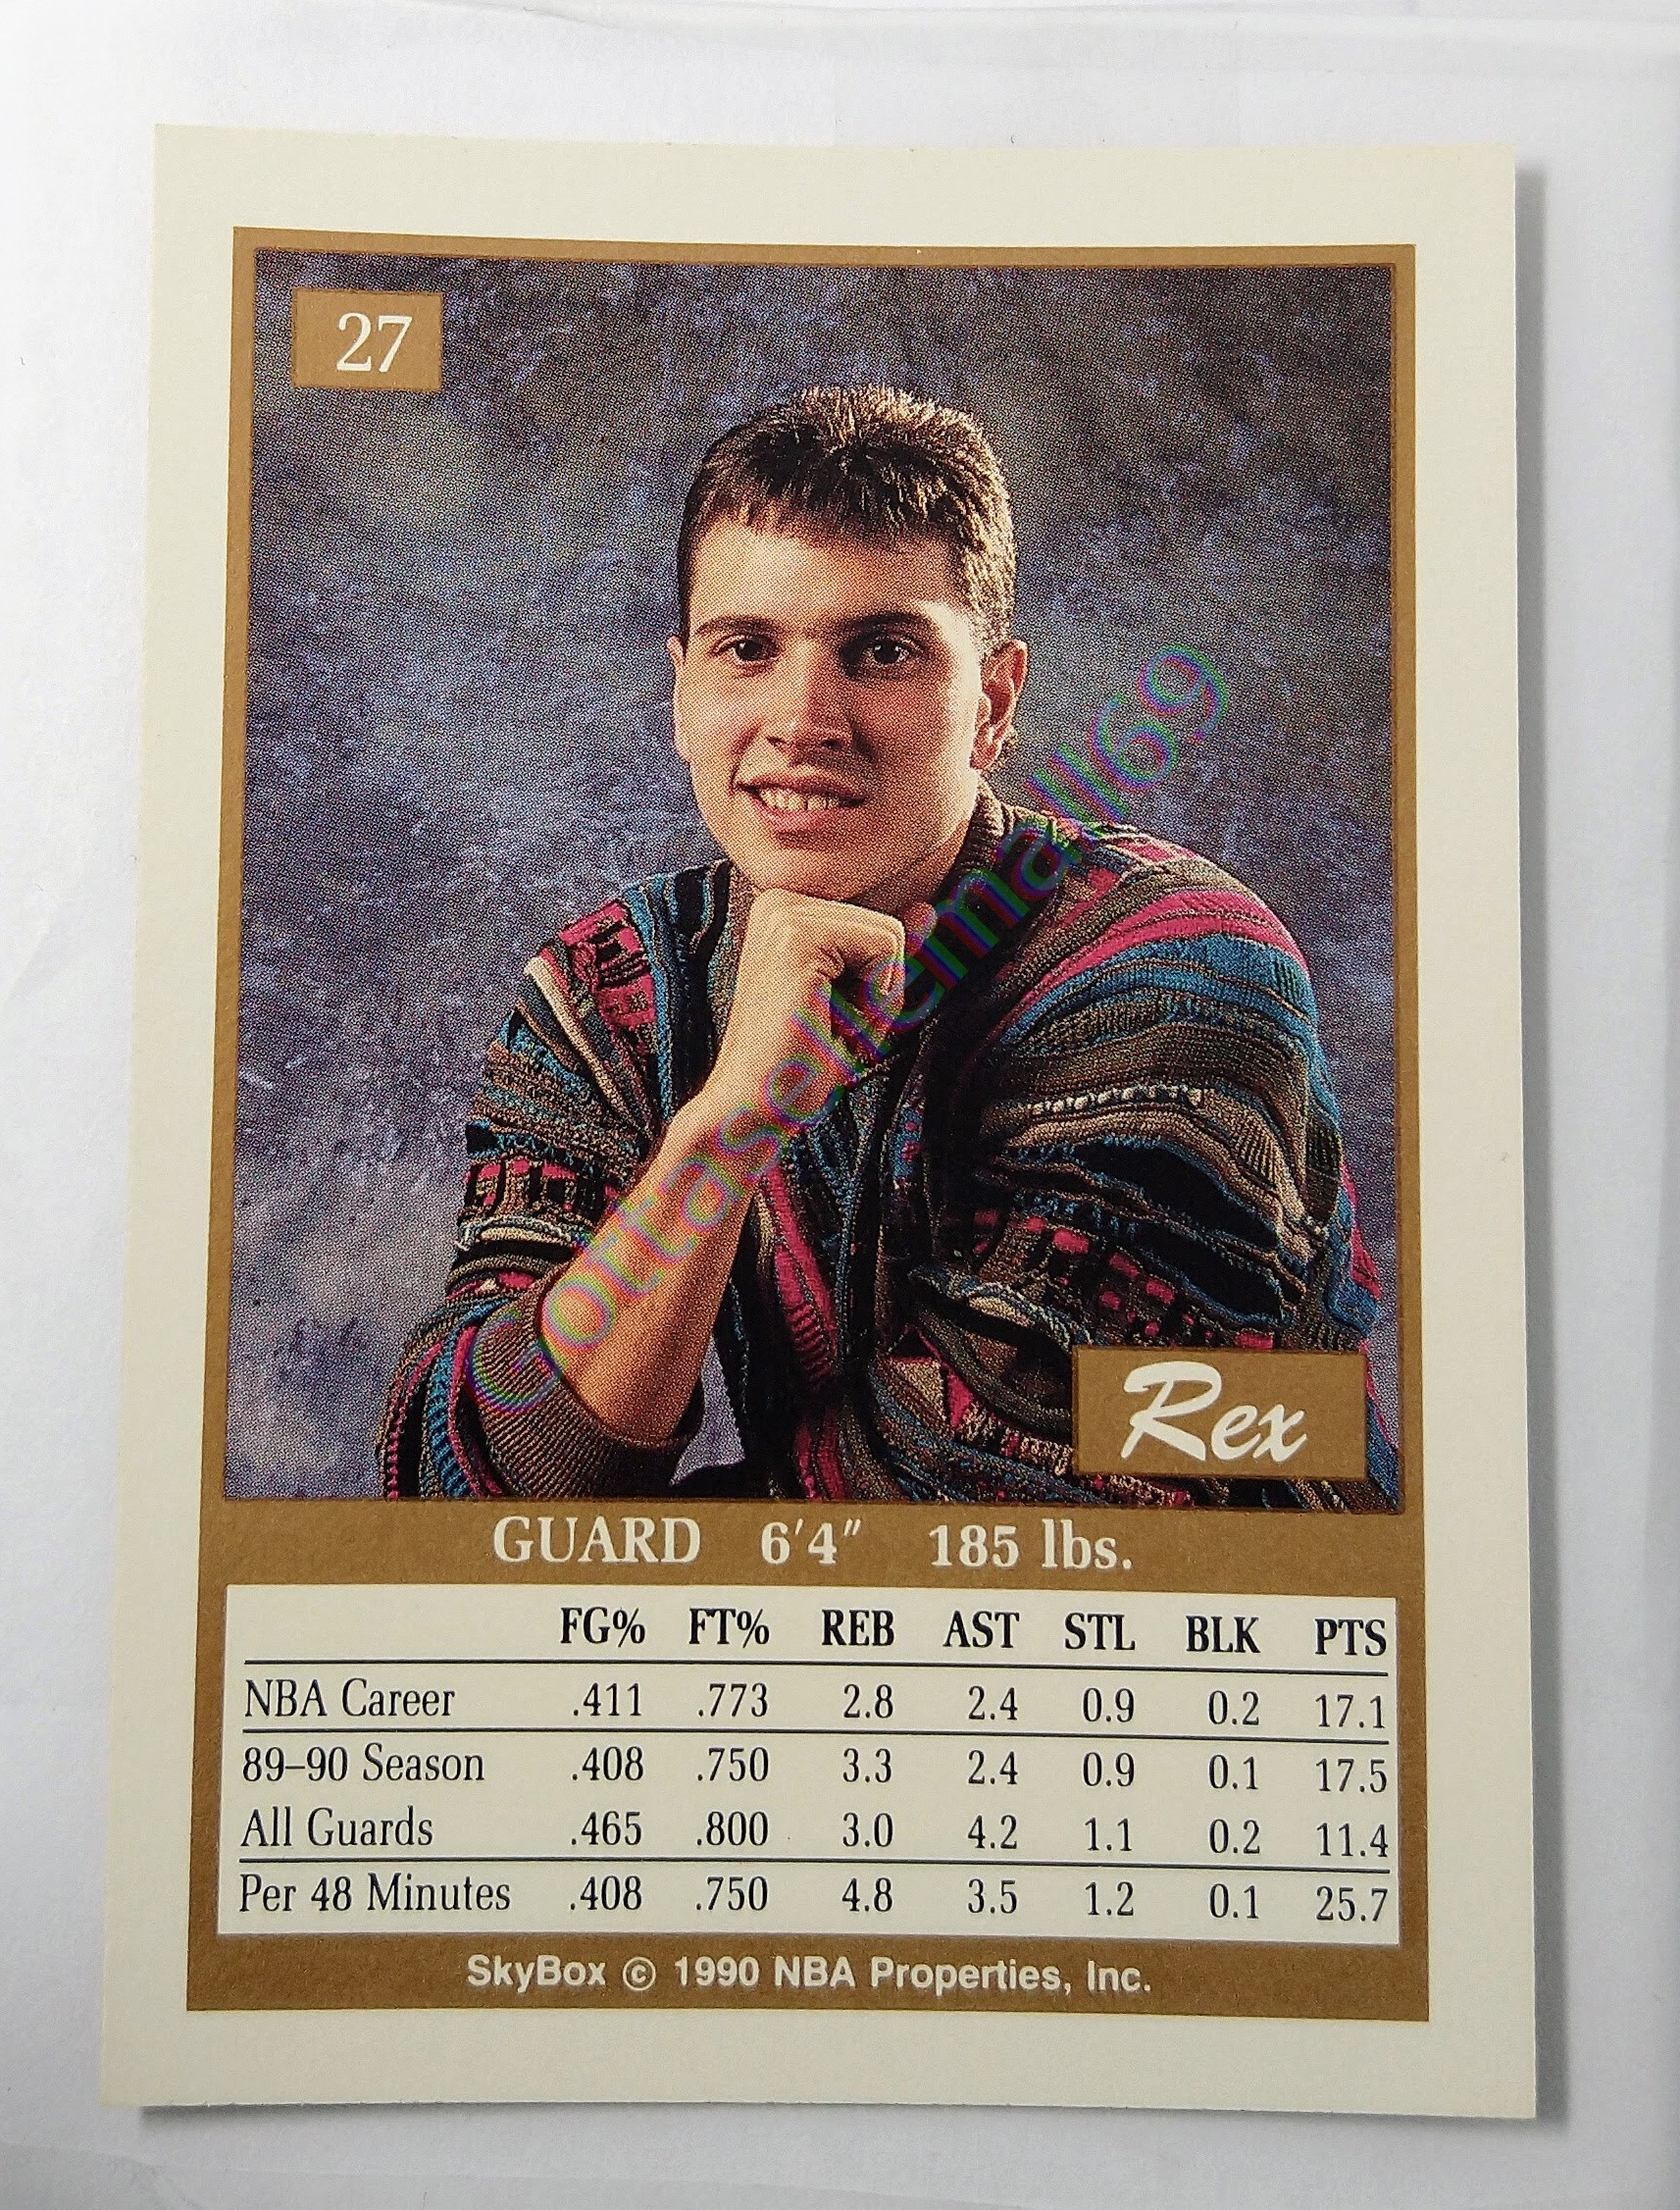 27
Gottasellemall69
Rex
GUARD 6'4" 185 lbs.
FG% FT% REB AST STL BLK PTS
NBA Career .411 .773 2.8 2.4 0.9 0.2 17.1
89–90 Season .408 .750 3.3 2.4 0.9 0.1 17.5
All Guards .465 .800 3.0 4.2 1.1 0.2 11.4
Per 48 Minutes .408 .750 4.8 3.5 1.2 0.1 25.7
SkyBox © 1990 NBA Properties, Inc.